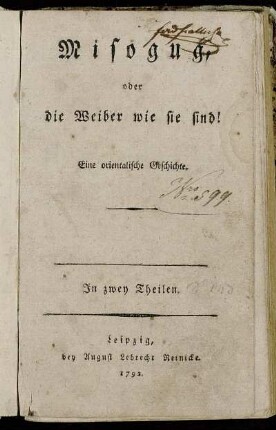 Misogug,
oder
die Weiber wie sie sind!
Eine orientalische Geschichte.
No 99.
In zwey Theilen.
Leipzig,
bey August Lebrecht Reinicke.
1792.